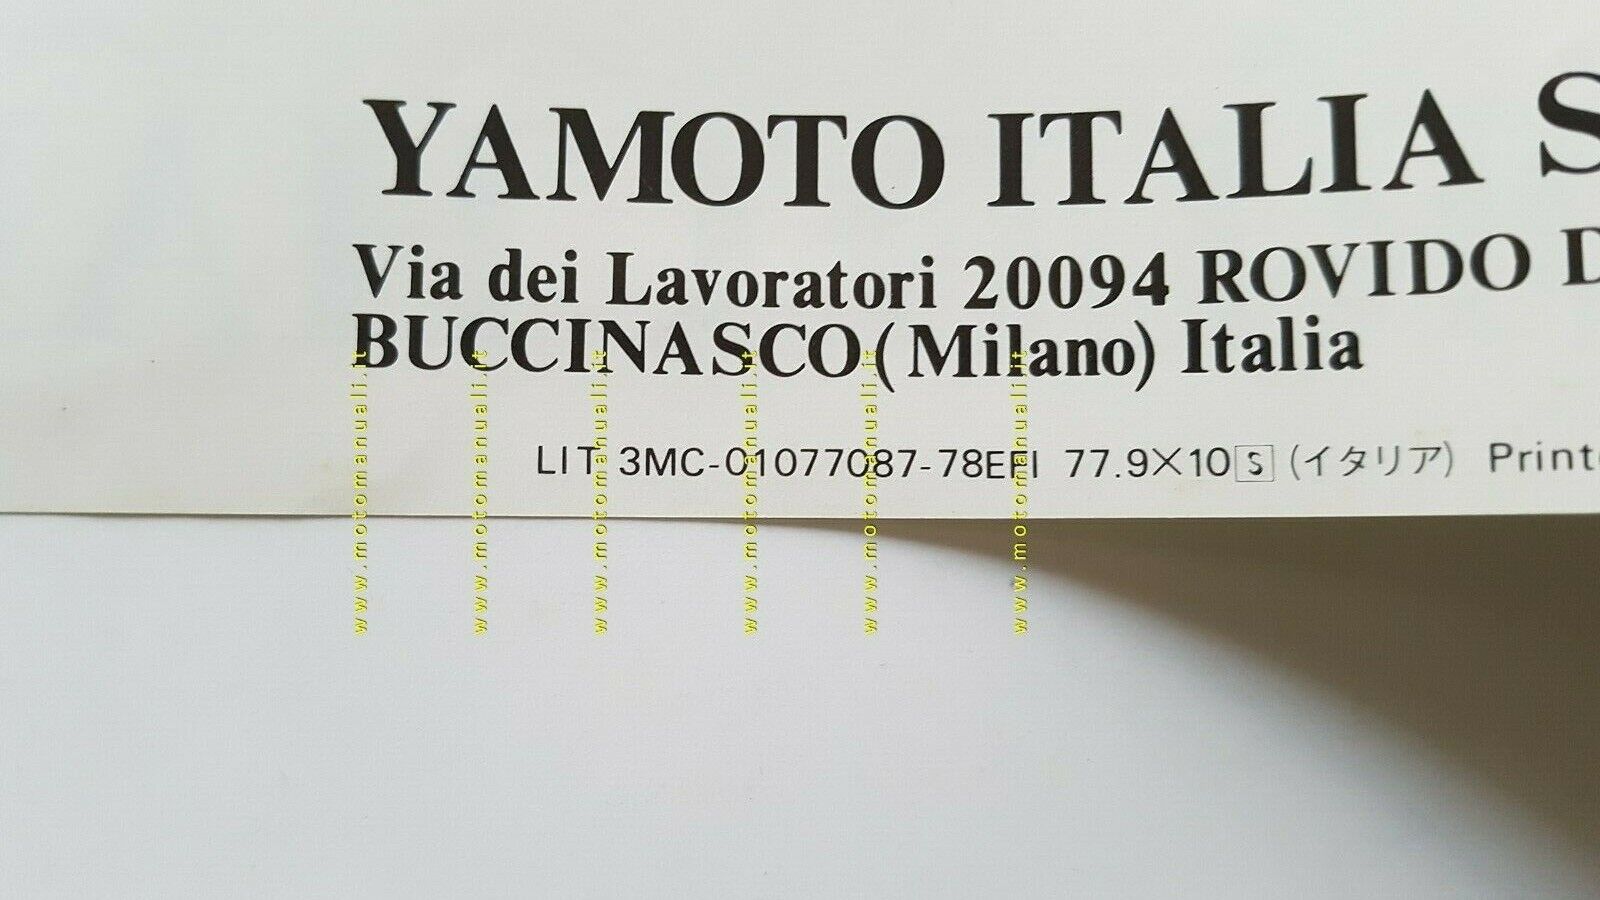 YAMOTO ITALIA S
Via dei Lavoratori 20094 ROVIDO D
BUCCINASCO (Milano) Italia
LIT 3MC-01077087-78EFI 77.9×10 S (イタリア) Printe
www.motomanuali.it
www.motomanuali.it
www.motomanuali.it
www.motomanuali.it
www.motomanuali.it
www.motomanuali.it